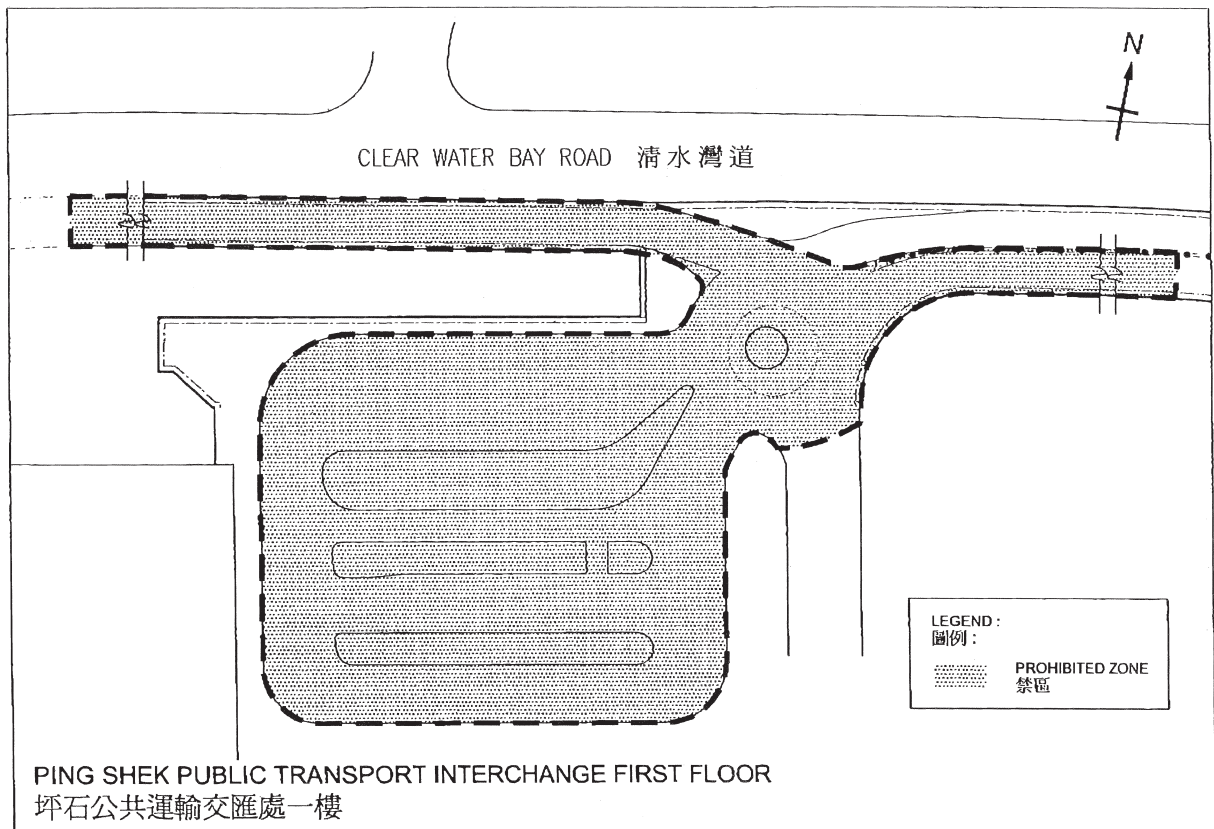 N
CLEAR WATER BAY ROAD 清水灣道
LEGEND :
圖例 :
PROHIBITED ZONE
禁區
PING SHEK PUBLIC TRANSPORT INTERCHANGE FIRST FLOOR
坪石公共運輸交匯處一樓